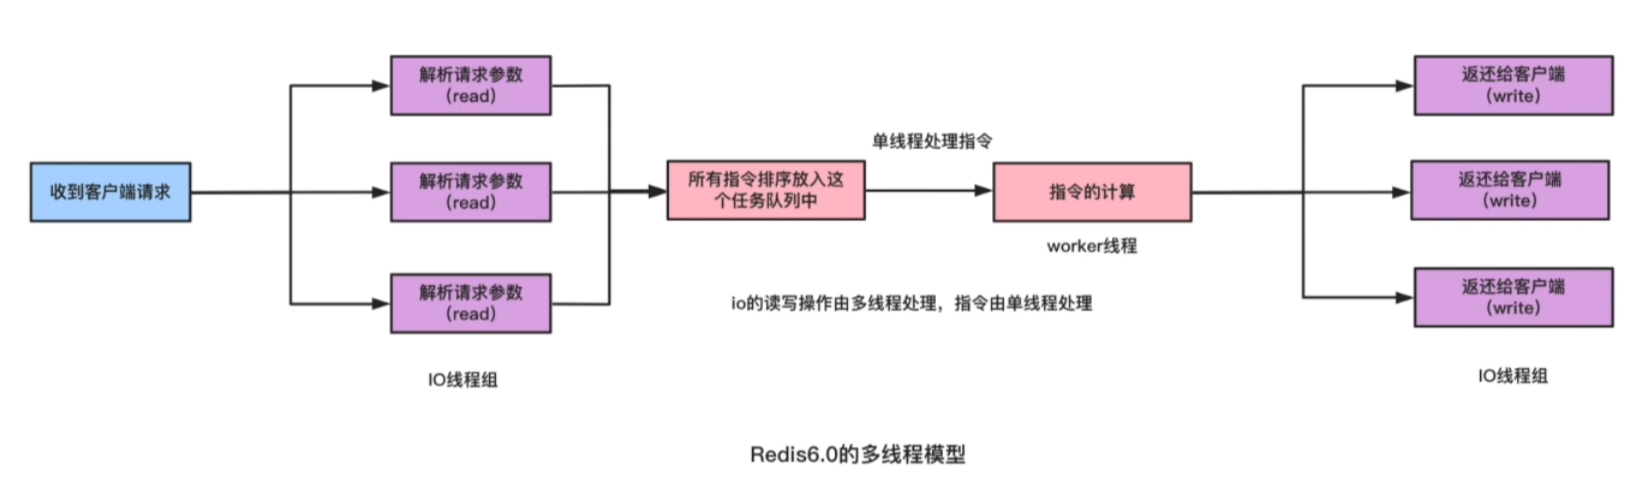 收到客户端请求
解析请求参数
（read）
解析请求参数
（read）
解析请求参数
（read）
IO线程组
所有指令排序放入这
个任务队列中
单线程处理指令
指令的计算
worker线程
io的读写操作由多线程处理，指令由单线程处理
返还给客户端
（write）
返还给客户端
（write）
返还给客户端
（write）
IO线程组
Redis6.0的多线程模型